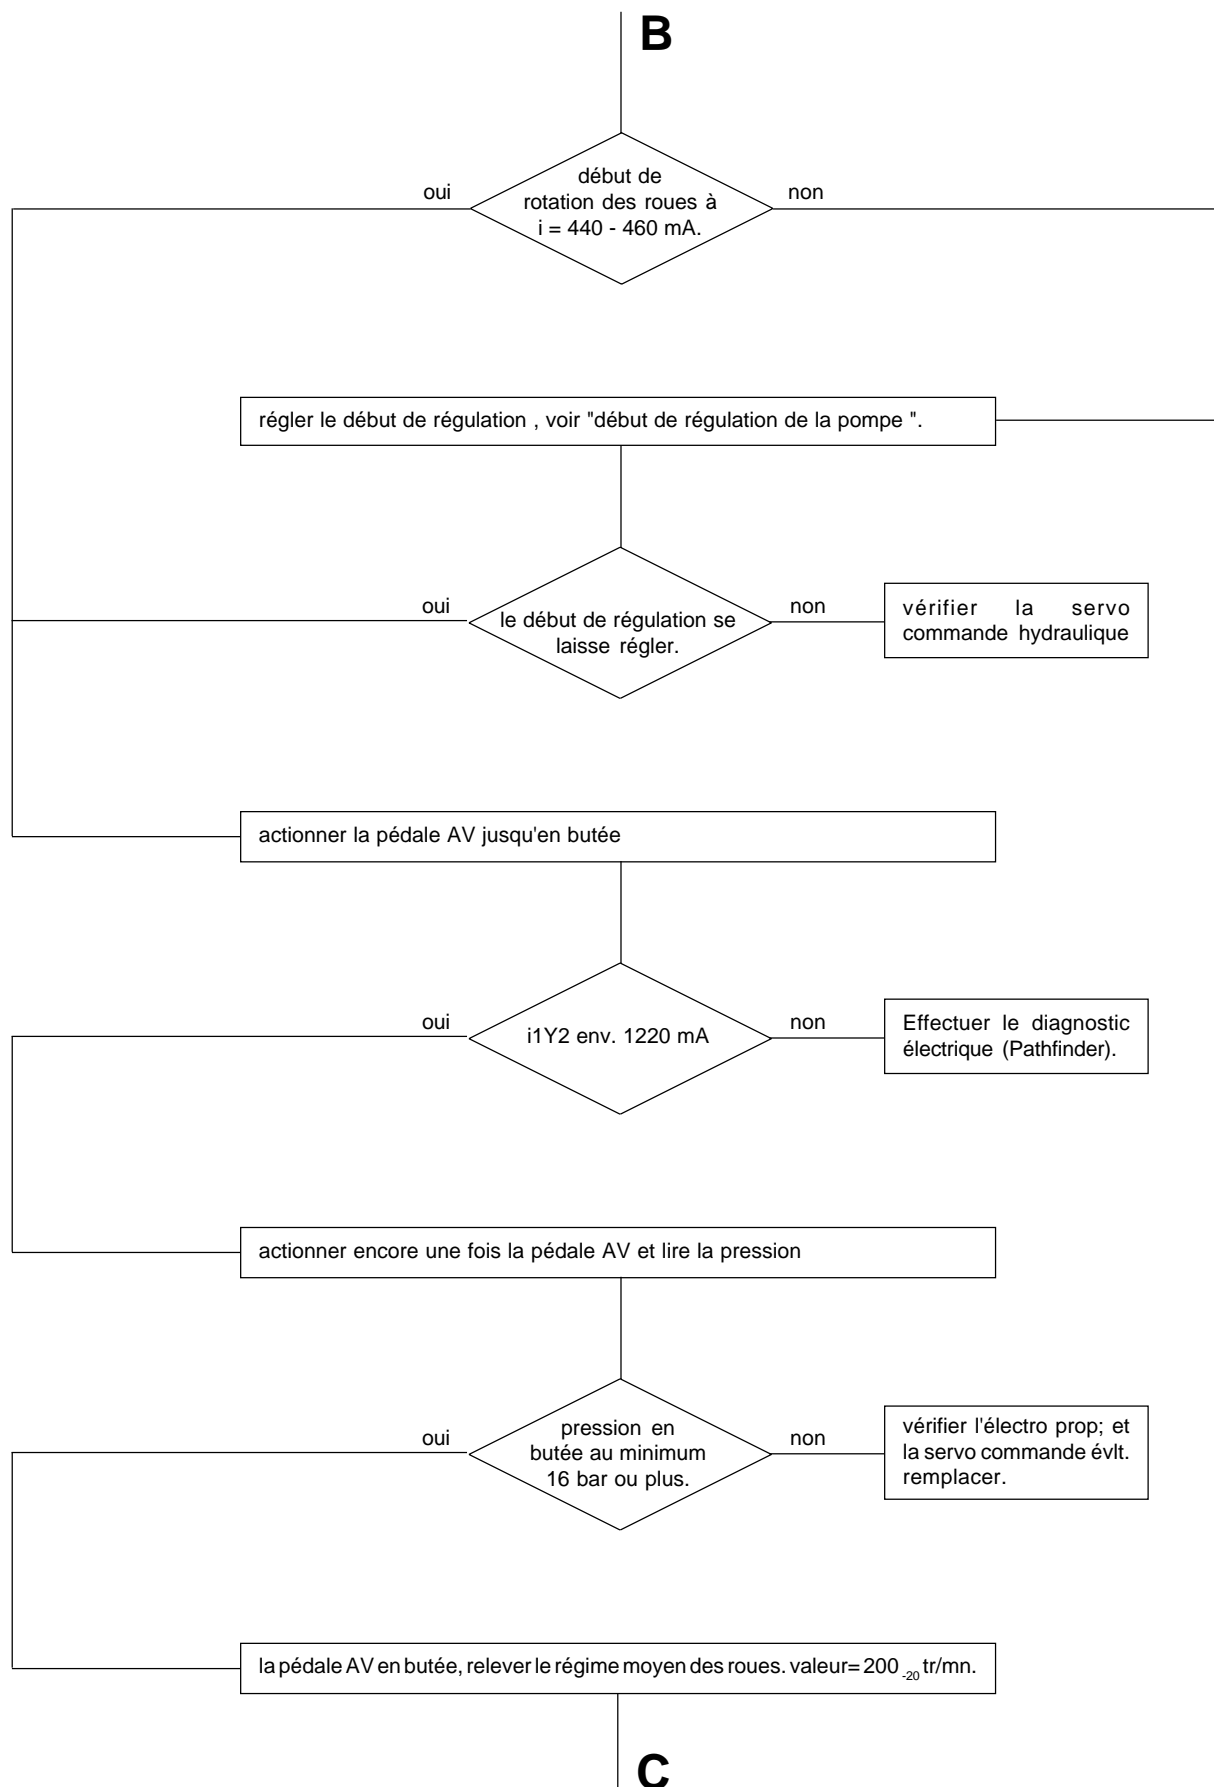 B
début de
oui
non
rotation des roues à
i = 440 - 460 mA.
régler le début de régulation , voir "début de régulation de la pompe ".
oui
le début de régulation se
laisse régler.
non
vérifier la servo
commande hydraulique
actionner la pédale AV jusqu'en butée
oui
i1Y2 env. 1220 mA
non
Effectuer le diagnostic
électrique (Pathfinder).
actionner encore une fois la pédale AV et lire la pression
oui
pression en
butée au minimum
16 bar ou plus.
non
vérifier l'électro prop; et
la servo commande évlt.
remplacer.
la pédale AV en butée, relever le régime moyen des roues. valeur= 200 -20 tr/mn.
C